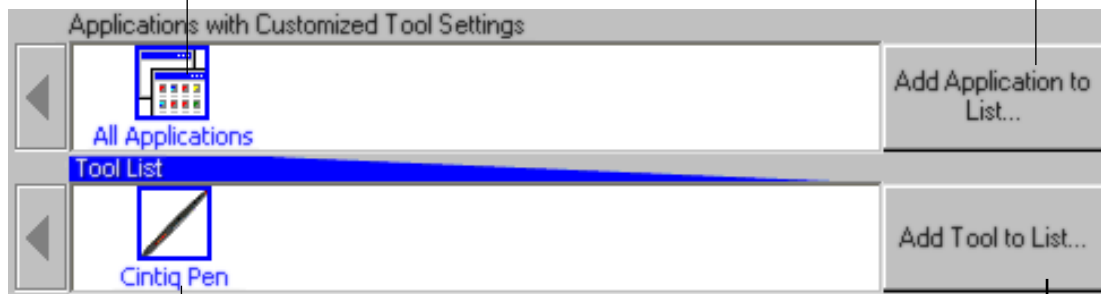 Applications with Customized Tool Settings
All Applications
Add Application to
List...
Tool List
Cintiq Pen
Add Tool to List...